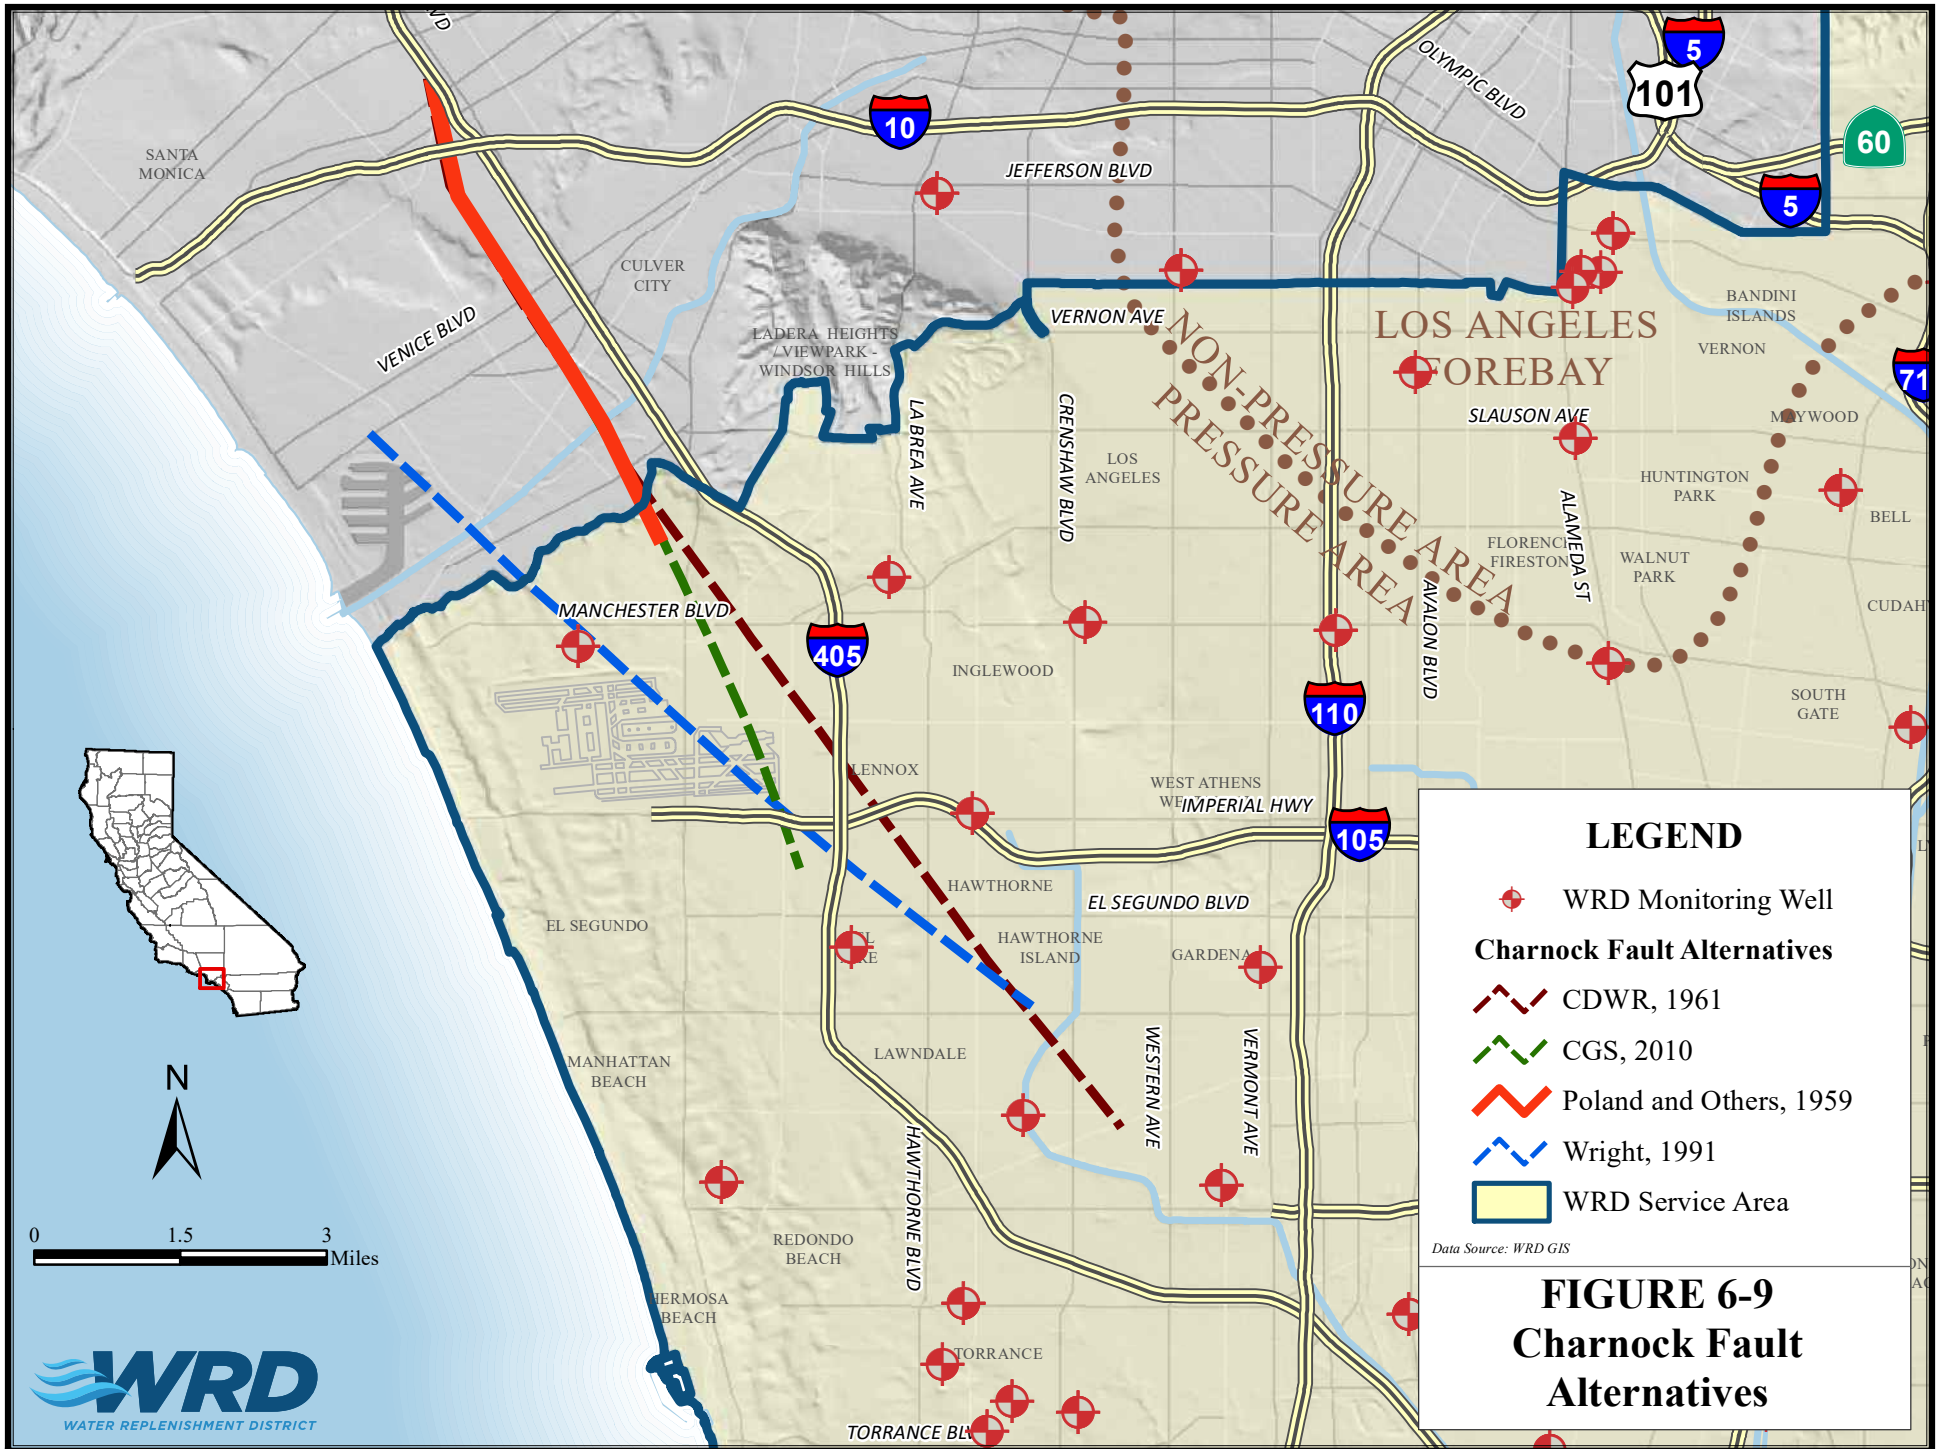 LVD
OLYMPIC BLVD
5
101
60
10
SANTA
MONICA
JEFFERSON BLVD
5
CULVER
CITY
BANDINI
ISLANDS
VENICE BLVD
LADERA HEIGHTS
/ VIEWPARK -
WINDSOR HILLS
VERNON AVE
LOS ANGELES
FOREBAY
VERNON
71
NON-PRESSURE AREA
PRESSURE AREA
SLAUSON AVE
MAYWOOD
LA BREA AVE
CRENSHAW BLVD
LOS
ANGELES
HUNTINGTON
PARK
BELL
ALAMEDA ST
FLORENCE
FIRESTONE
WALNUT
PARK
MANCHESTER BLVD
AVALON BLVD
CUDAH
405
INGLEWOOD
110
SOUTH
GATE
LENNOX
WEST ATHENS
IMPERIAL HWY
105
HAWTHORNE
EL SEGUNDO BLVD
EL SEGUNDO
HAWTHORNE
ISLAND
GARDENA
LAWNDALE
MANHATTAN
BEACH
WESTERN AVE
VERMONT AVE
HAWTHORNE BLVD
N
0 1.5 3
Miles
REDONDO
BEACH
HERMOSA
BEACH
TORRANCE
TORRANCE BLV
WRD
WATER REPLENISHMENT DISTRICT
LEGEND
WRD Monitoring Well
Charnock Fault Alternatives
CDWR, 1961
CGS, 2010
Poland and Others, 1959
Wright, 1991
WRD Service Area
Data Source: WRD GIS
FIGURE 6-9
Charnock Fault
Alternatives